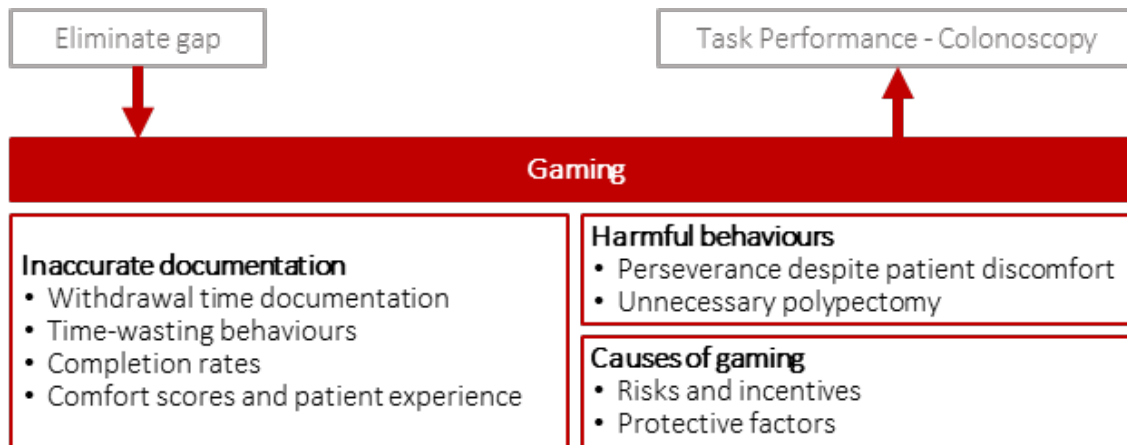 Eliminate gap
Task Performance - Colonoscopy
Gaming
Inaccurate documentation
• Withdrawal time documentation
• Time-wasting behaviours
• Completion rates
• Comfort scores and patient experience
Harmful behaviours
• Perseverance despite patient discomfort
• Unnecessary polypectomy
Causes of gaming
• Risks and incentives
• Protective factors